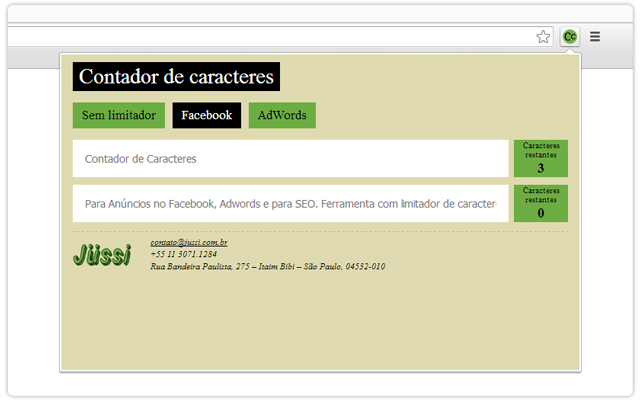 Cc
Contador de caracteres
Sem limitador
Facebook
AdWords
Contador de Caracteres
Caracteres
restantes
3
Para Anúncios no Facebook, Adwords e para SEO. Ferramenta com limitador de caracter
Caracteres
restantes
0
Jüssi
contato@jussi.com.br
+55 11 3071.1284
Rua Bandeira Paulista, 275 – Itaim Bibi – São Paulo, 04532-010